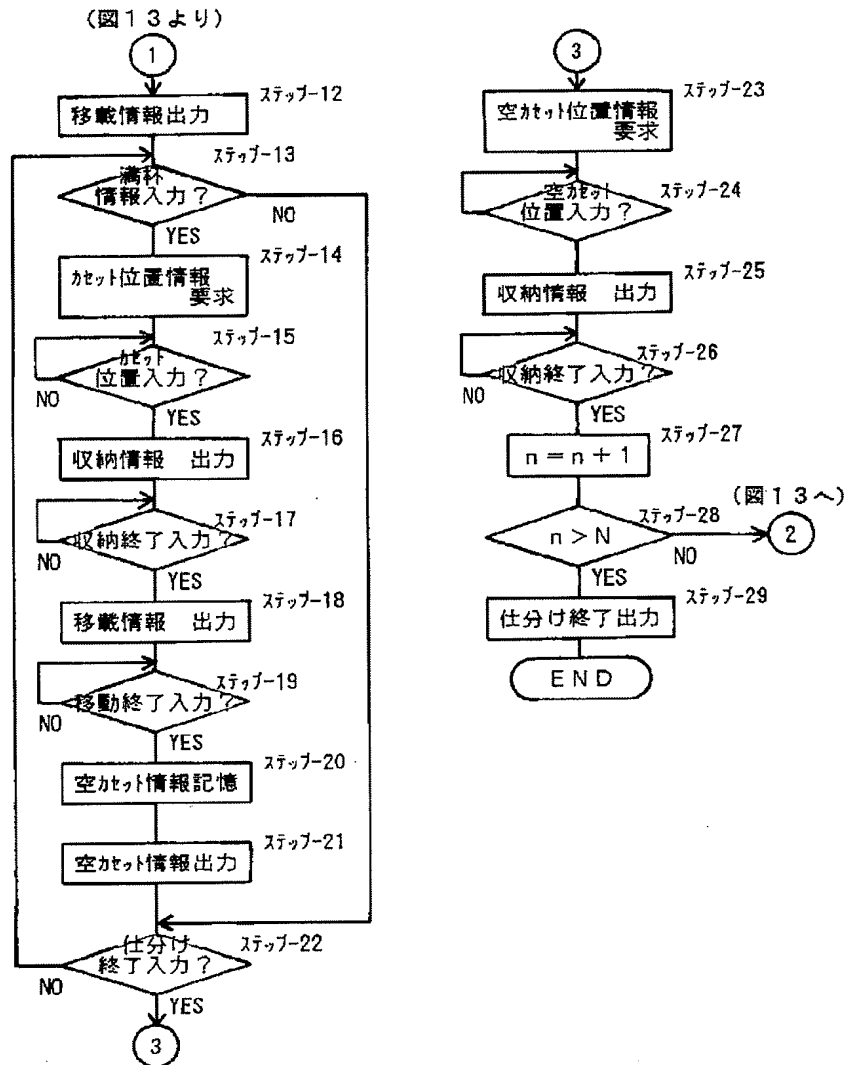 （図１３より）
1
ｽﾃｯﾌﾟ-12
移載情報出力
ｽﾃｯﾌﾟ-13
満杯
情報入力？
NO
YES
ｽﾃｯﾌﾟ-14
ｶｾｯﾄ位置情報
要求
ｽﾃｯﾌﾟ-15
ｶｾｯﾄ
位置入力？
NO
YES
ｽﾃｯﾌﾟ-16
収納情報　出力
ｽﾃｯﾌﾟ-17
収納終了入力？
NO
YES
ｽﾃｯﾌﾟ-18
移載情報　出力
ｽﾃｯﾌﾟ-19
移動終了入力？
NO
YES
ｽﾃｯﾌﾟ-20
空ｶｾｯﾄ情報記憶
ｽﾃｯﾌﾟ-21
空ｶｾｯﾄ情報出力
ｽﾃｯﾌﾟ-22
仕分け
終了入力？
NO
YES
3
3
ｽﾃｯﾌﾟ-23
空ｶｾｯﾄ位置情報
要求
ｽﾃｯﾌﾟ-24
空ｶｾｯﾄ
位置入力？
ｽﾃｯﾌﾟ-25
収納情報　出力
ｽﾃｯﾌﾟ-26
収納終了入力？
NO
YES
ｽﾃｯﾌﾟ-27
ｎ＝ｎ＋１
（図１３へ）
ｽﾃｯﾌﾟ-28
ｎ＞Ｎ
NO
2
YES
ｽﾃｯﾌﾟ-29
仕分け終了出力
ＥＮＤ